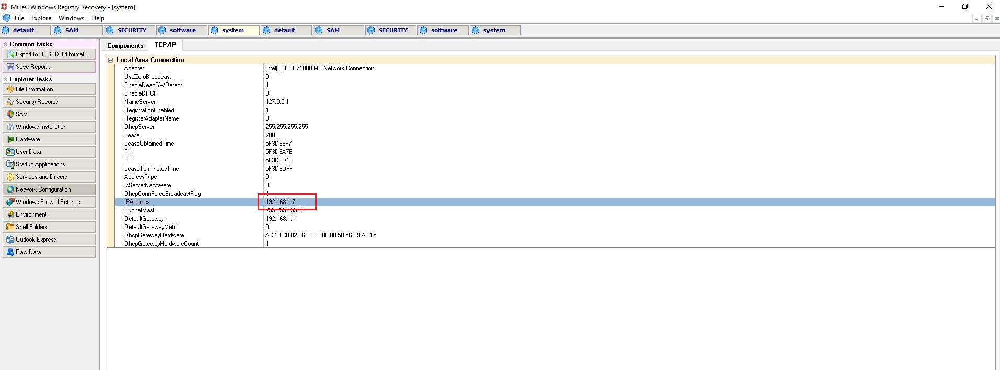 MiTeC Windows Registry Recovery - [system]
File Explore Windows Help
default SAM SECURITY software system default SAM SECURITY software system
Common tasks
Export to REGEDIT4 format...
Save Report...
Explorer tasks
File Information
Security Records
SAM
Windows Installation
Hardware
User Data
Startup Applications
Services and Drivers
Network Configuration
Windows Firewall Settings
Environment
Shell Folders
Outlook Express
Raw Data
Components TCP/IP
Local Area Connection
Adapter Intel(R) PRO/1000 MT Network Connection
UseZeroBroadcast 0
EnableDeadGWDetect 1
EnableDHCP 0
NameServer 127.0.0.1
RegistrationEnabled 1
RegisterAdapterName 0
DhcpServer 255.255.255.255
Lease 708
LeaseObtainedTime 5F3D96F7
T1 5F3D9A7B
T2 5F3D9D1E
LeaseTerminatesTime 5F3D9DFF
AddressType 0
IsServerNapAware 0
DhcpConnForceBroadcastFlag 1
IPAddress 192.168.1.7
SubnetMask 255.255.255.0
DefaultGateway 192.168.1.1
DefaultGatewayMetric 0
DhcpGatewayHardware AC 10 C8 02 06 00 00 00 00 50 56 E9 A8 15
DhcpGatewayHardwareCount 1